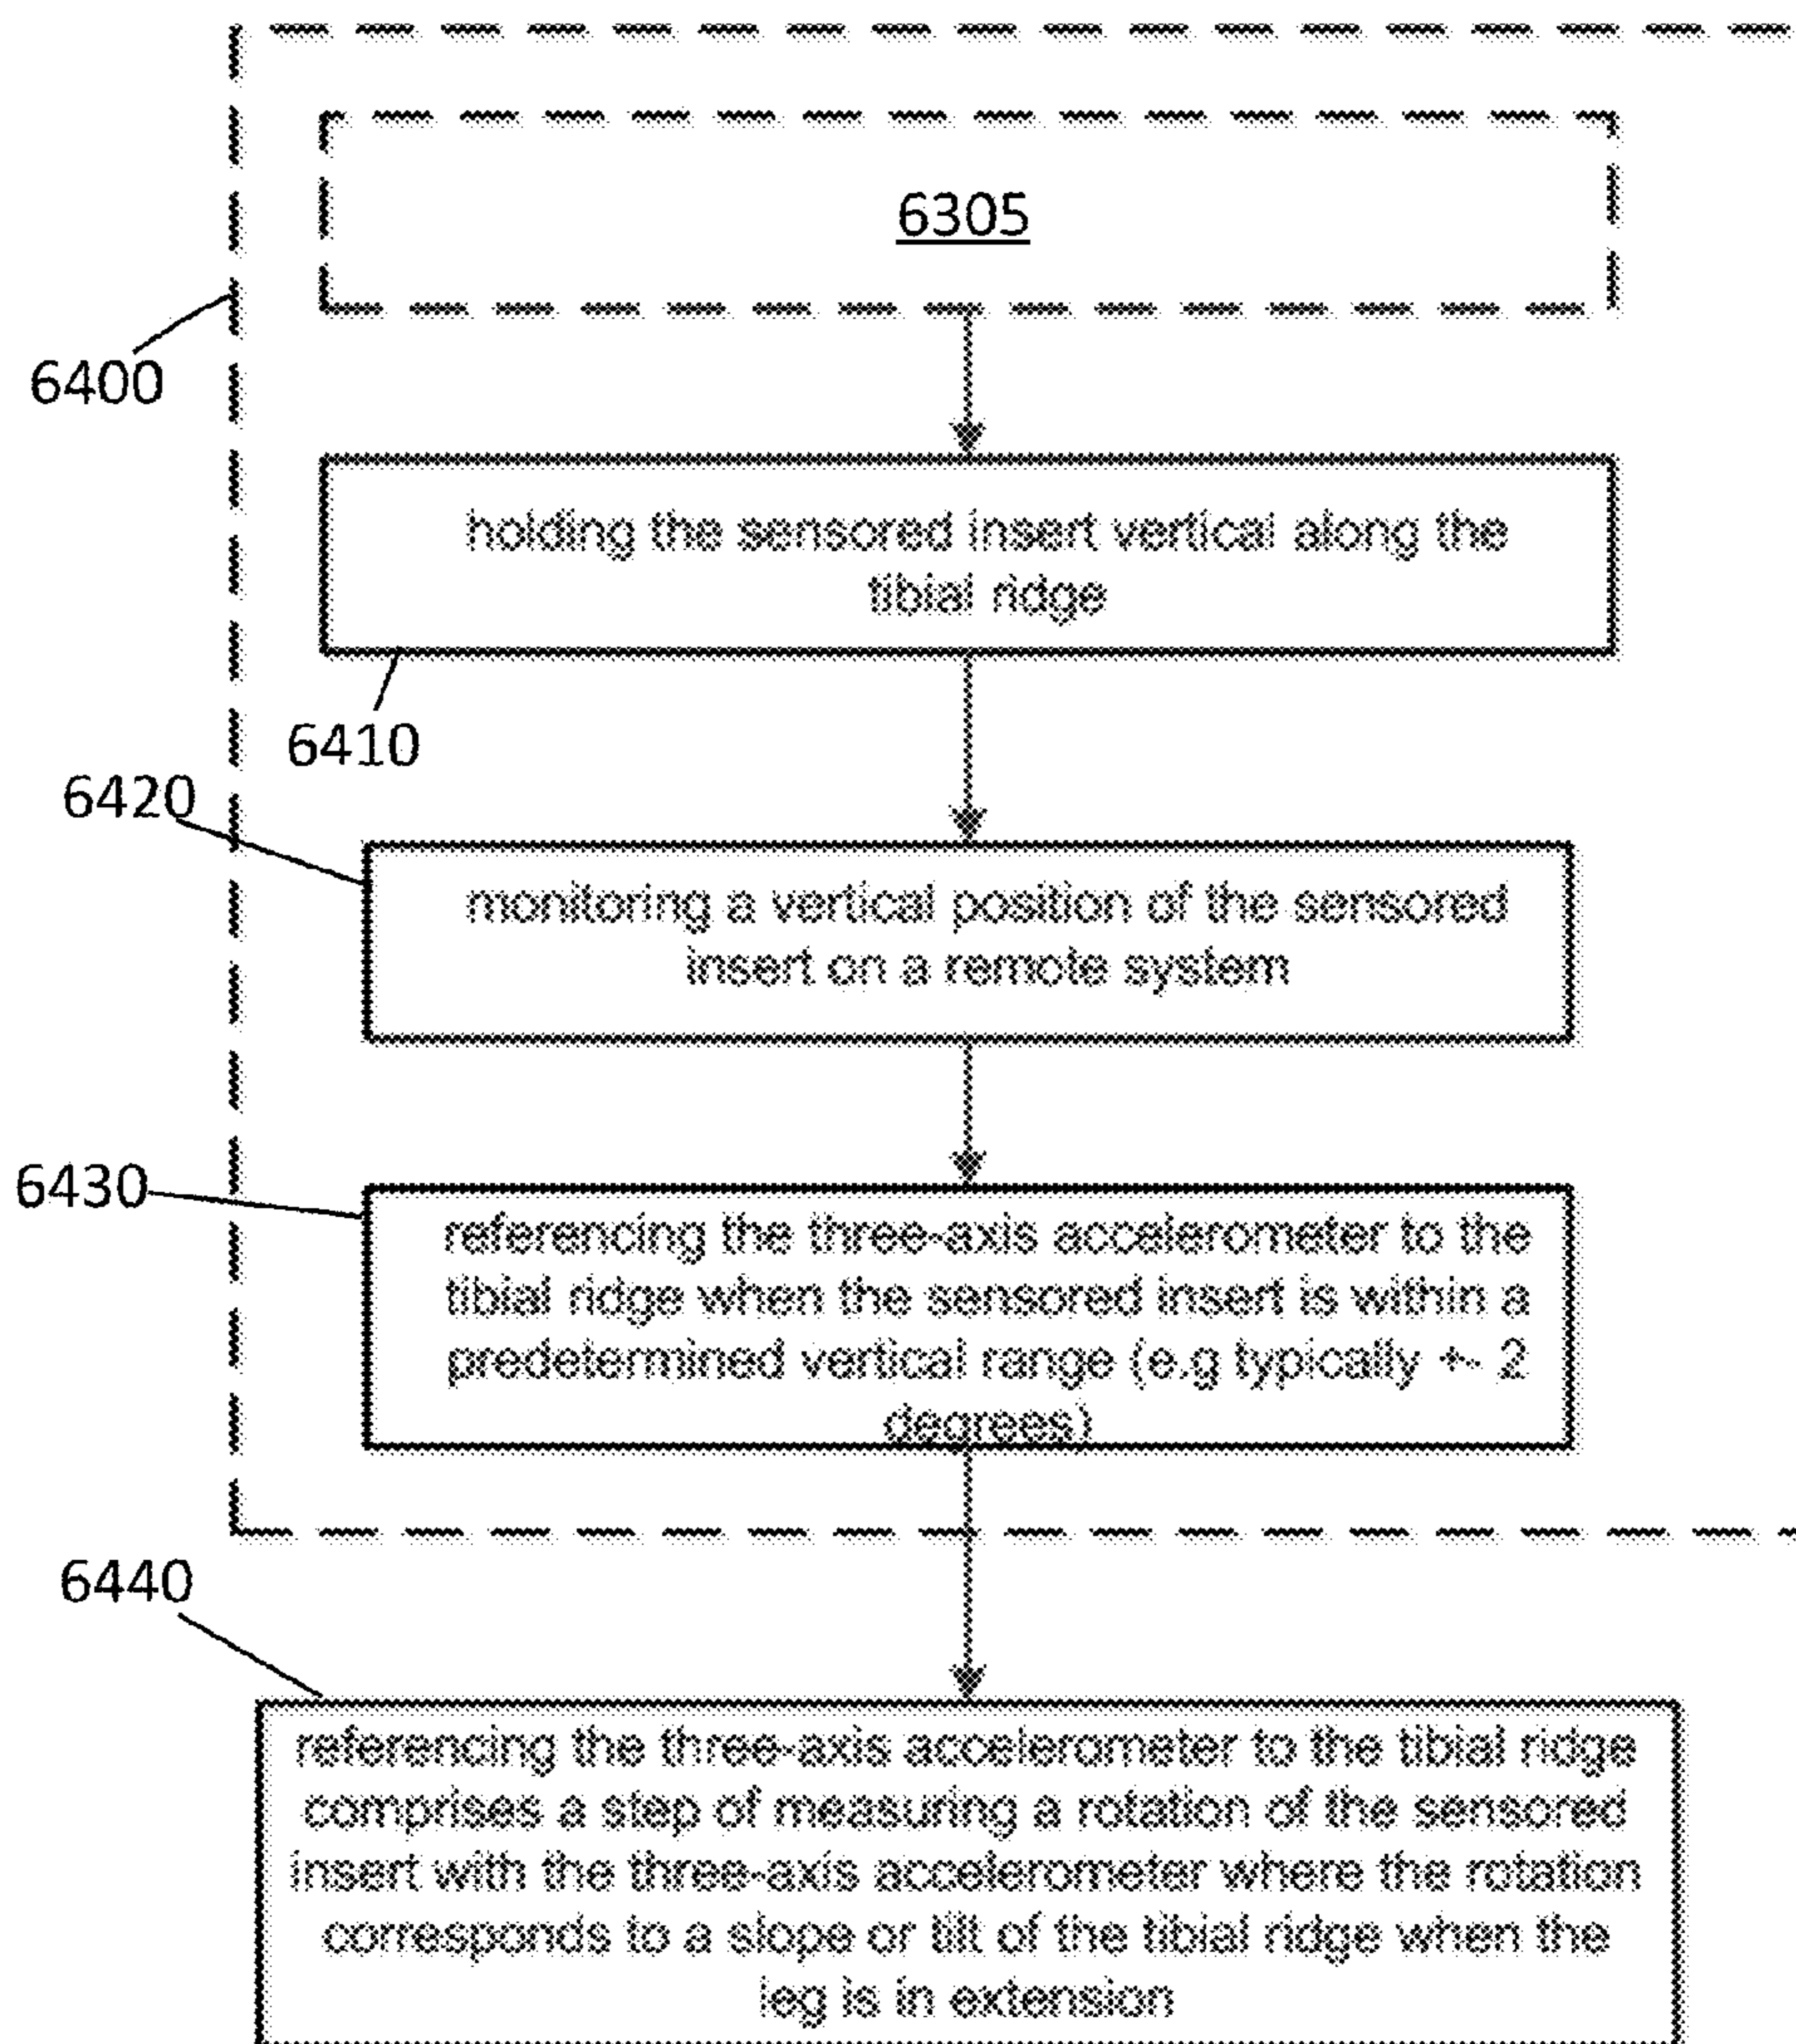 6305
6400
holding the sensored insert vertical along the
tibial ridge
6410
6420
monitoring a vertical position of the sensored
insert on a remote system
6430
referencing the three-axis accelerometer to the
tibial ridge when the sensored insert is within a
predetermined vertical range (e.g typically +- 2
degrees)
6440
referencing the three-axis accelerometer to the tibial ridge
comprises a step of measuring a rotation of the sensored
insert with the three-axis accelerometer where the rotation
corresponds to a slope or tilt of the tibial ridge when the
leg is in extension